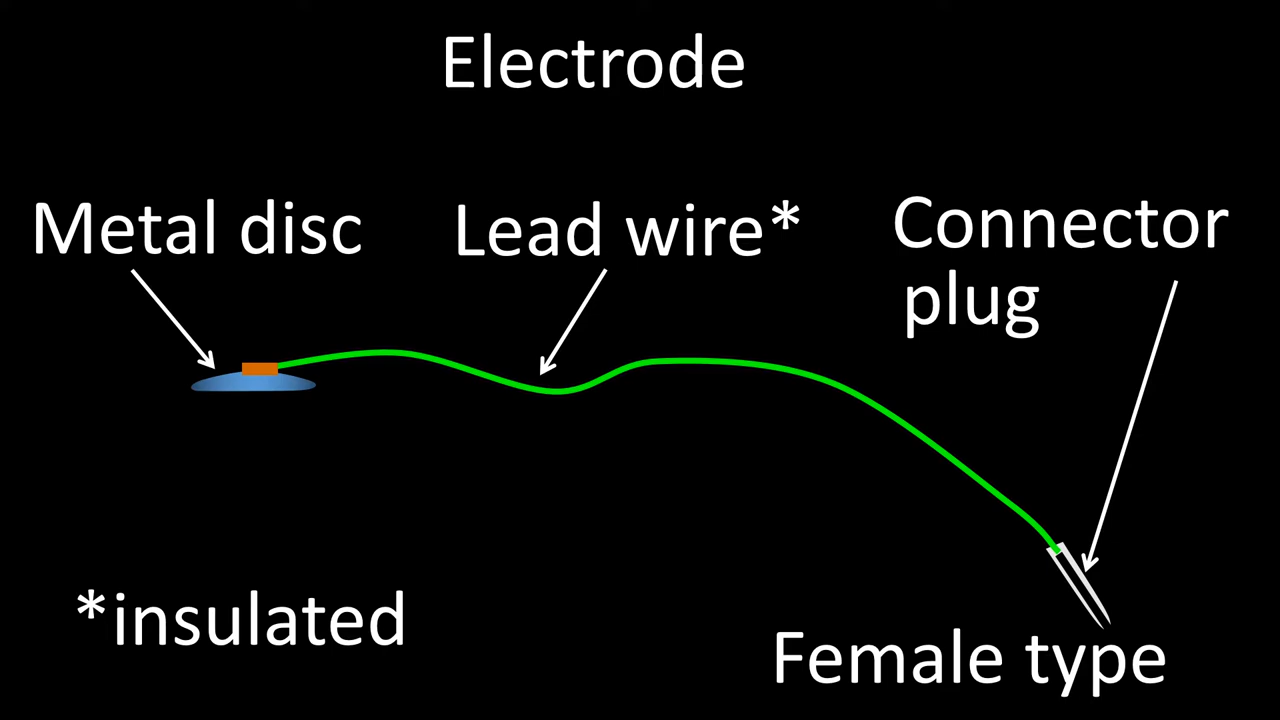 Electrode
Metal disc
Lead wire*
Connector
plug
*insulated
Female type